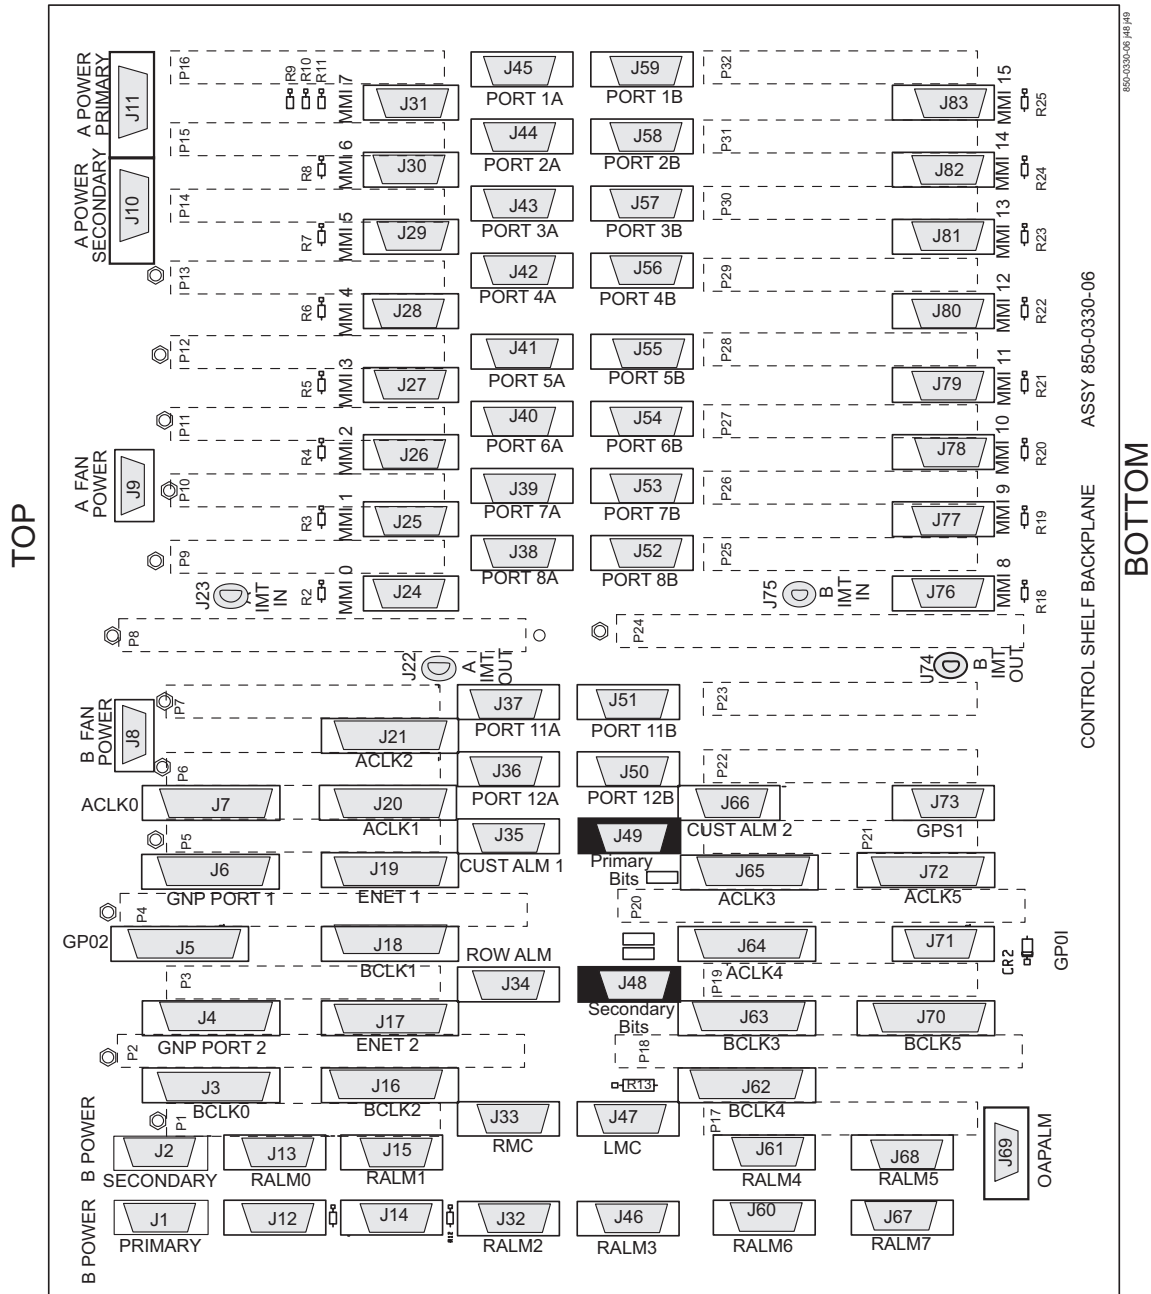 850-0330-06 j48 j49
TOP
BOTTOM
CONTROL SHELF BACKPLANE ASSY 850-0330-06
A POWER PRIMARY
J11
A POWER SECONDARY
J10
P16
R9
R10
R11
MMI 7
J31
J45
PORT 1A
J59
PORT 1B
P32
J83
MMI 15
R25
P15
R8
MMI 6
J30
J44
PORT 2A
J58
PORT 2B
P31
J82
MMI 14
R24
P14
R7
MMI 5
J29
J43
PORT 3A
J57
PORT 3B
P30
J81
MMI 13
R23
P13
R6
MMI 4
J28
J42
PORT 4A
J56
PORT 4B
P29
J80
MMI 12
R22
P12
R5
MMI 3
J27
J41
PORT 5A
J55
PORT 5B
P28
J79
MMI 11
R21
P11
R4
MMI 2
J26
J40
PORT 6A
J54
PORT 6B
P27
J78
MMI 10
R20
A FAN POWER
J9
P10
R3
MMI 1
J25
J39
PORT 7A
J53
PORT 7B
P26
J77
MMI 9
R19
P9
J23
IMT
IN
R2
MMI 0
J24
J38
PORT 8A
J52
PORT 8B
P25
J75
B
IMT
IN
J76
MMI 8
R18
P8
J22
A
IMT
OUT
P24
J74
B
IMT
OUT
B FAN POWER
J8
P7
J21
ACLK2
J37
PORT 11A
J51
PORT 11B
P23
P6
ACLK0
J7
J20
ACLK1
J36
PORT 12A
J50
PORT 12B
P22
J66
CUST ALM 2
J73
GPS1
P5
J6
GNP PORT 1
J19
ENET 1
J35
CUST ALM 1
J49
Primary
Bits
J65
ACLK3
P21
J72
ACLK5
P4
GP02
J5
J18
BCLK1
ROW ALM
J34
P20
J64
ACLK4
J71
CR2
GP0I
P3
J4
GNP PORT 2
J17
ENET 2
J48
Secondary
Bits
P19
J63
BCLK3
J70
BCLK5
P2
J3
BCLK0
J16
BCLK2
P18
R13
J62
BCLK4
P1
J33
RMC
J47
LMC
P17
B POWER
J2
SECONDARY
J13
RALM0
J15
RALM1
J61
RALM4
J68
RALM5
J69
OAPALM
B POWER
J1
PRIMARY
J12
J14
J32
RALM2
J46
RALM3
J60
RALM6
J67
RALM7